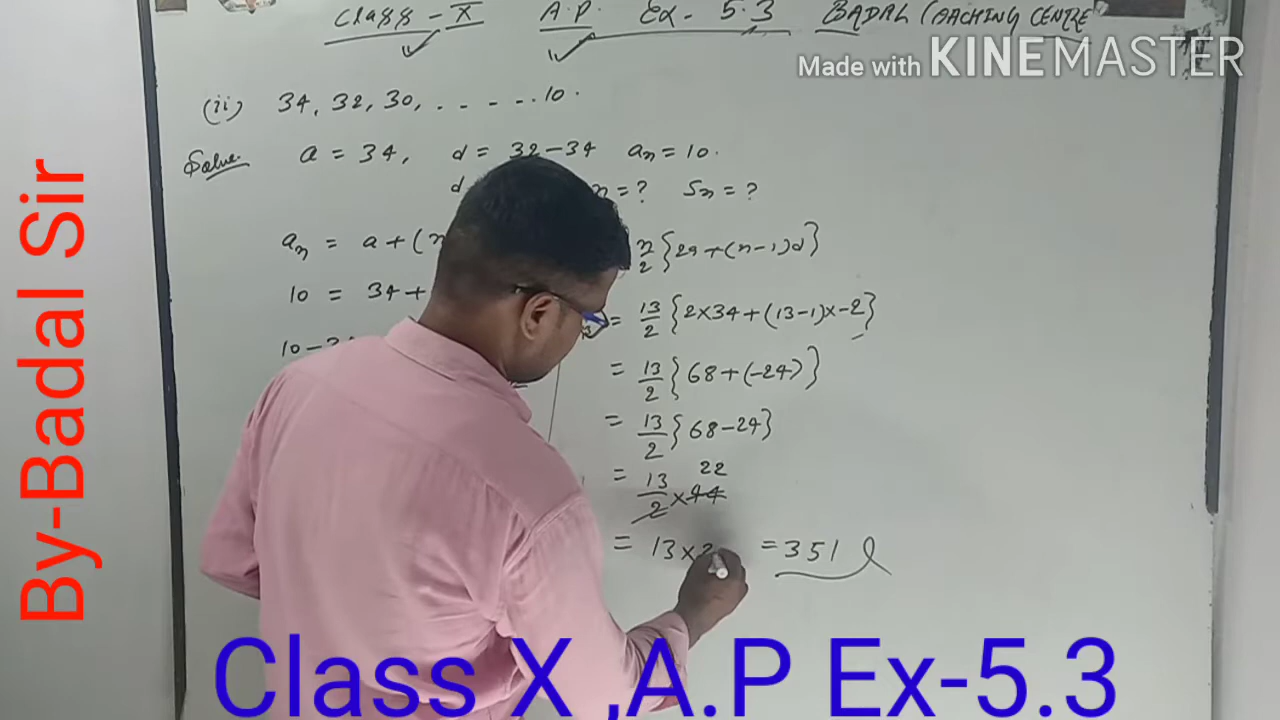 Class - X A.P. Ex - 5.3 BADAL COACHING CENTRE
Made with KINEMASTER
(ii) 34, 32, 30, . . . . . . 10.
Solve a = 34, d = 32 - 34 an = 10.
d = ? Sn = ?
an = a + ( n/2 {2a + (n-1)d}
10 = 34 + = 13/2 {2×34 + (13-1)×-2}
10 - = 13/2 {68 + (-24)}
= 13/2 {68 - 24}
22
= 13/2 × 44
= 13 × = 351
By-Badal Sir
Class X ,A.P Ex-5.3